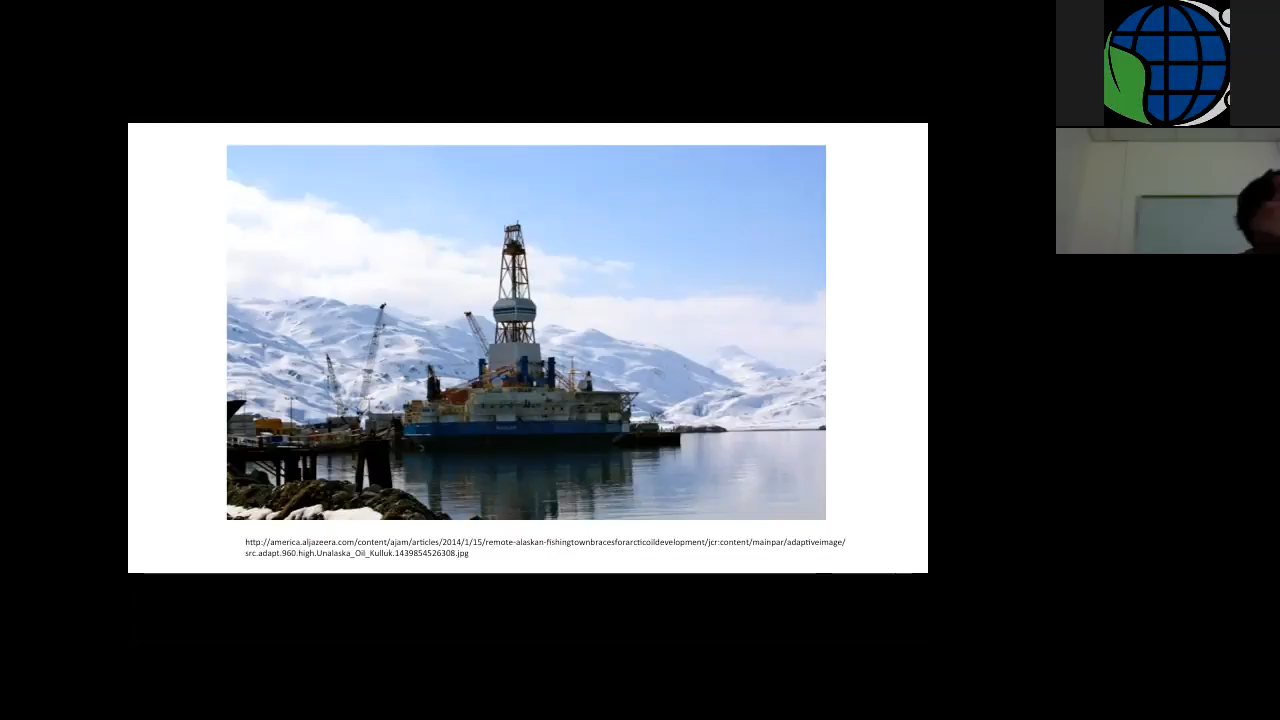 http://america.aljazeera.com/content/ajam/articles/2014/1/15/remote-alaskan-fishingtownbracesforarcticoildevelopment/jcr:content/mainpar/adaptiveimage/
src.adapt.960.high.Unalaska_Oil_Kulluk.1439854526308.jpg